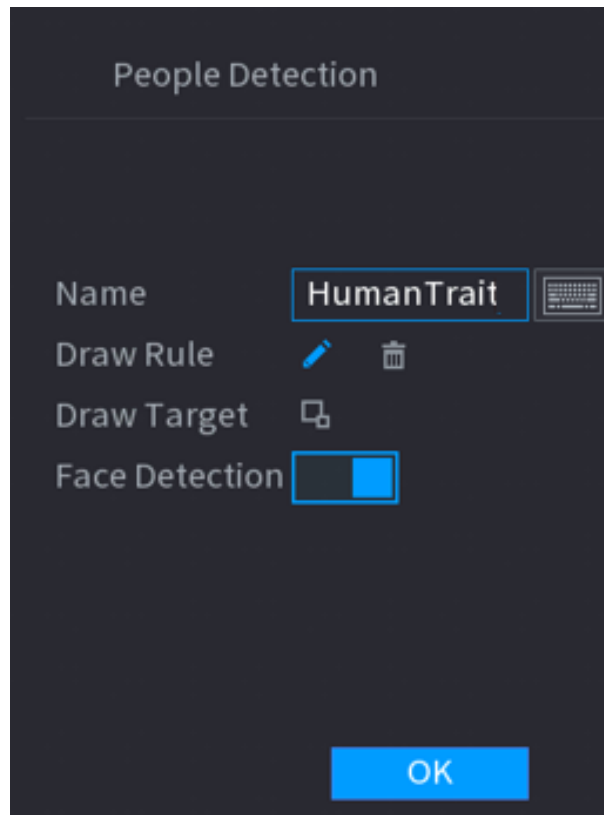 People Detection
Name HumanTrait
Draw Rule
Draw Target
Face Detection
OK